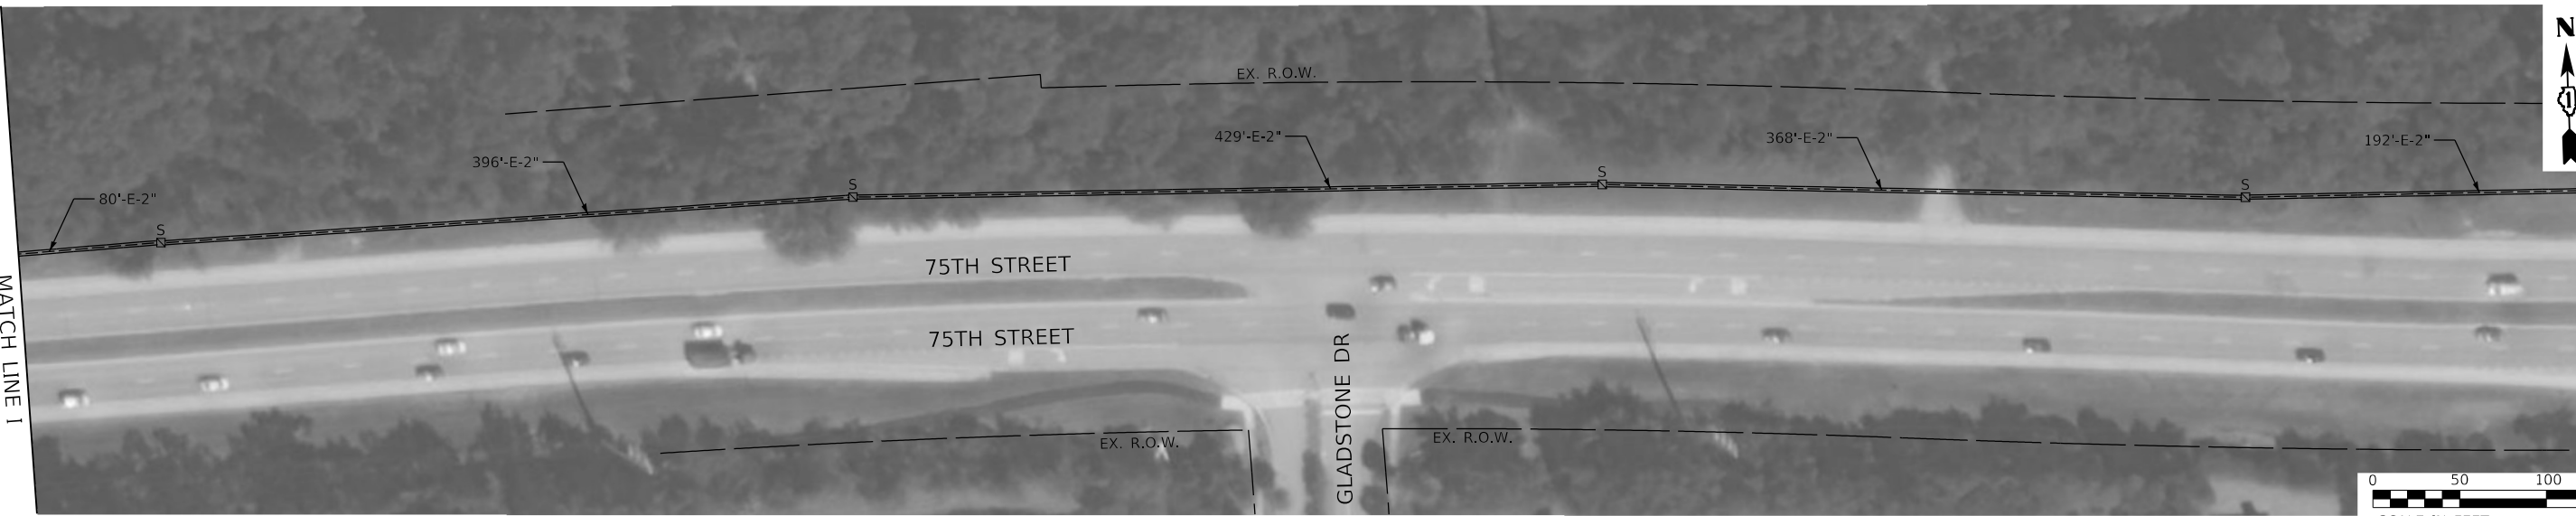 N
EX. R.O.W.
429'-E-2"
368'-E-2"
192'-E-2"
396'-E-2"
80'-E-2"
S
S
S
S
75TH STREET
75TH STREET
MATCH LINE I
GLADSTONE DR
EX. R.O.W.
EX. R.O.W.
0 50 100